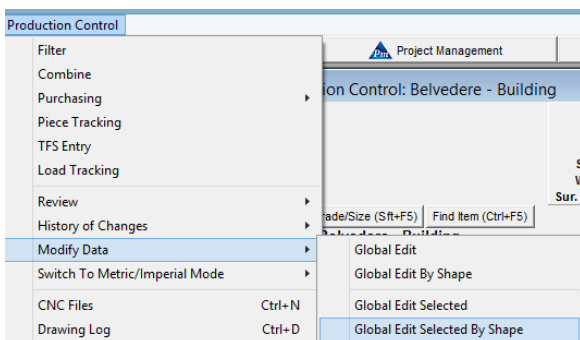 Production Control
Filter
Combine
Purchasing
Piece Tracking
TFS Entry
Load Tracking
Review
History of Changes
Modify Data
Switch To Metric/Imperial Mode
CNC Files Ctrl+N
Drawing Log Ctrl+D
Pm Project Management
ion Control: Belvedere - Building
Sur.
rade/Size (Sft+F5) Find Item (Ctrl+F5)
Belvedere - Building
Global Edit
Global Edit By Shape
Global Edit Selected
Global Edit Selected By Shape